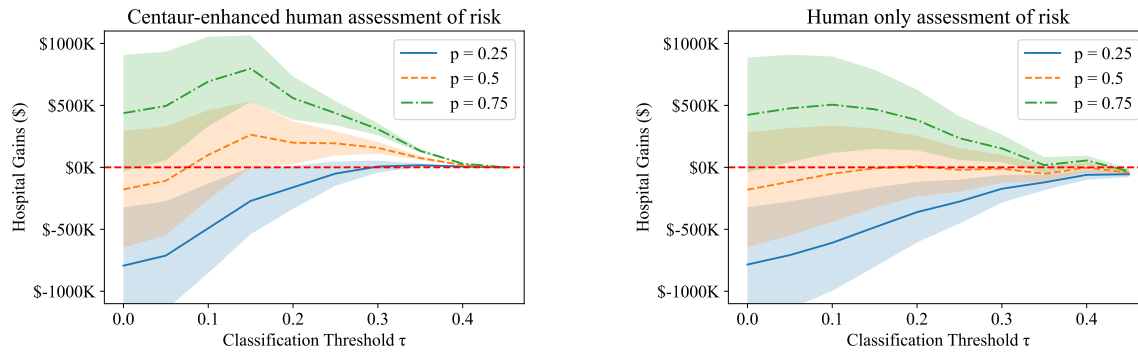 Centaur-enhanced human assessment of risk
$1000K
$500K
$0K
$-500K
$-1000K
Hospital Gains ($)
p = 0.25
p = 0.5
p = 0.75
0.0
0.1
0.2
0.3
0.4
Classification Threshold τ
Human only assessment of risk
$1000K
$500K
$0K
$-500K
$-1000K
Hospital Gains ($)
p = 0.25
p = 0.5
p = 0.75
0.0
0.1
0.2
0.3
0.4
Classification Threshold τ